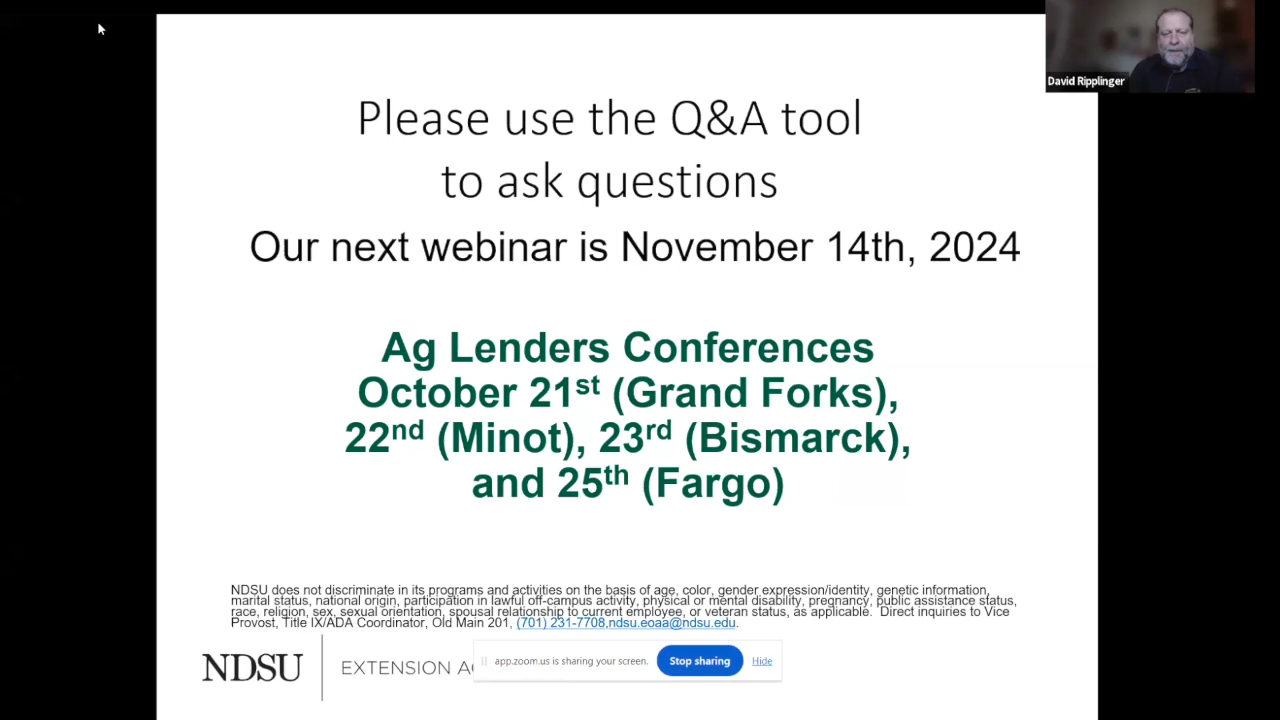 David Ripplinger
Please use the Q&A tool
to ask questions
Our next webinar is November 14th, 2024
Ag Lenders Conferences
October 21st (Grand Forks),
22nd (Minot), 23rd (Bismarck),
and 25th (Fargo)
NDSU does not discriminate in its programs and activities on the basis of age, color, gender expression/identity, genetic information,
marital status, national origin, participation in lawful off-campus activity, physical or mental disability, pregnancy, public assistance status,
race, religion, sex, sexual orientation, spousal relationship to current employee, or veteran status, as applicable. Direct inquiries to Vice
Provost, Title IX/ADA Coordinator, Old Main 201, (701) 231-7708,ndsu.eoaa@ndsu.edu.
NDSU EXTENSION
app.zoom.us is sharing your screen. Stop sharing Hide